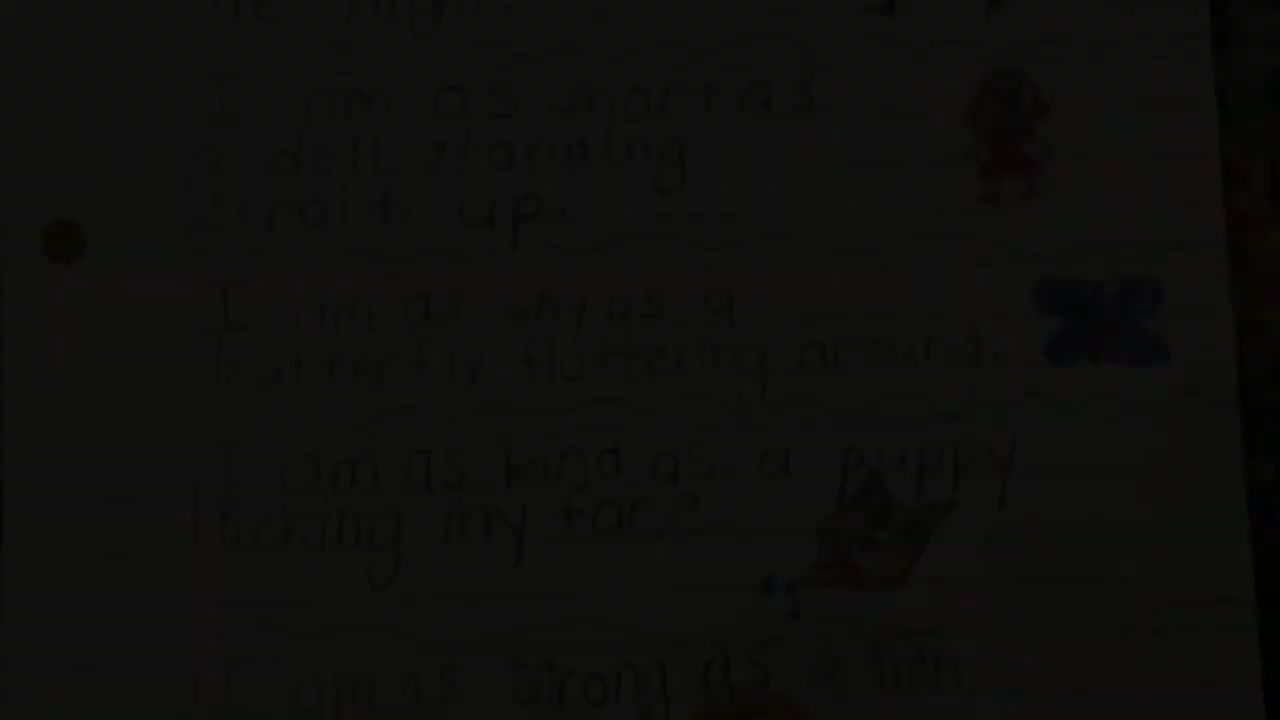 I am as short as
a doll standing
strait up.
I am as shy as a
butterfly fluttering around.
I am as kind as a puppy
licking my face.
I am as strong as a lion